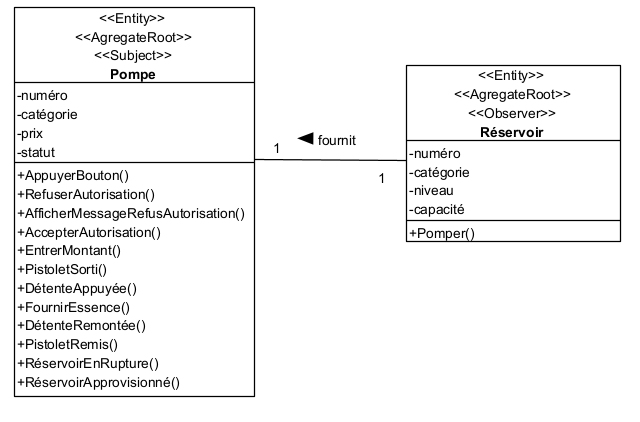 <<Entity>>
<<AgregateRoot>>
<<Subject>>
Pompe
-numéro
-catégorie
-prix
-statut
+AppuyerBouton()
+RefuserAutorisation()
+AfficherMessageRefusAutorisation()
+AccepterAutorisation()
+EntrerMontant()
+PistoletSorti()
+DétenteAppuyée()
+FournirEssence()
+DétenteRemontée()
+PistoletRemis()
+RéservoirEnRupture()
+RéservoirApprovisionné()
1
fournit
1
<<Entity>>
<<AgregateRoot>>
<<Observer>>
Réservoir
-numéro
-catégorie
-niveau
-capacité
+Pomper()